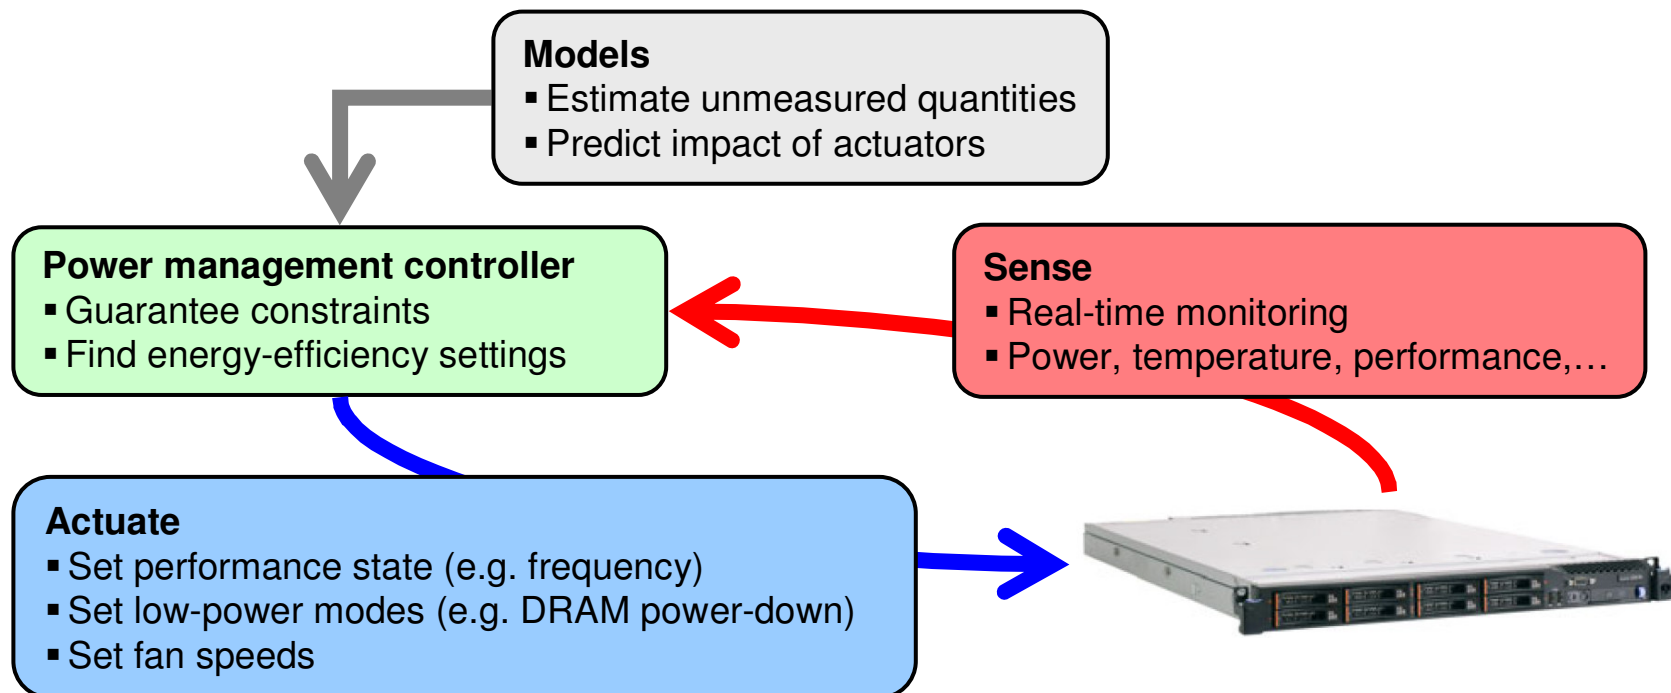 Models
▪ Estimate unmeasured quantities
▪ Predict impact of actuators
Power management controller
▪ Guarantee constraints
▪ Find energy-efficiency settings
Sense
▪ Real-time monitoring
▪ Power, temperature, performance,…
Actuate
▪ Set performance state (e.g. frequency)
▪ Set low-power modes (e.g. DRAM power-down)
▪ Set fan speeds